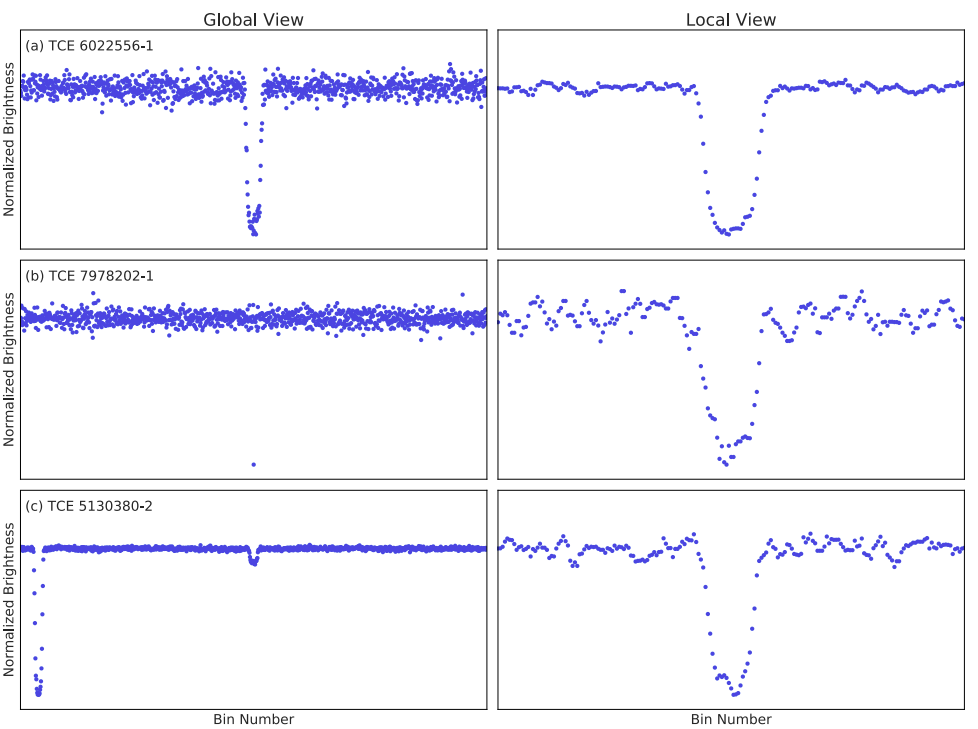 Global View
Local View
(a) TCE 6022556-1
Normalized Brightness
(b) TCE 7978202-1
Normalized Brightness
(c) TCE 5130380-2
Normalized Brightness
Bin Number
Bin Number